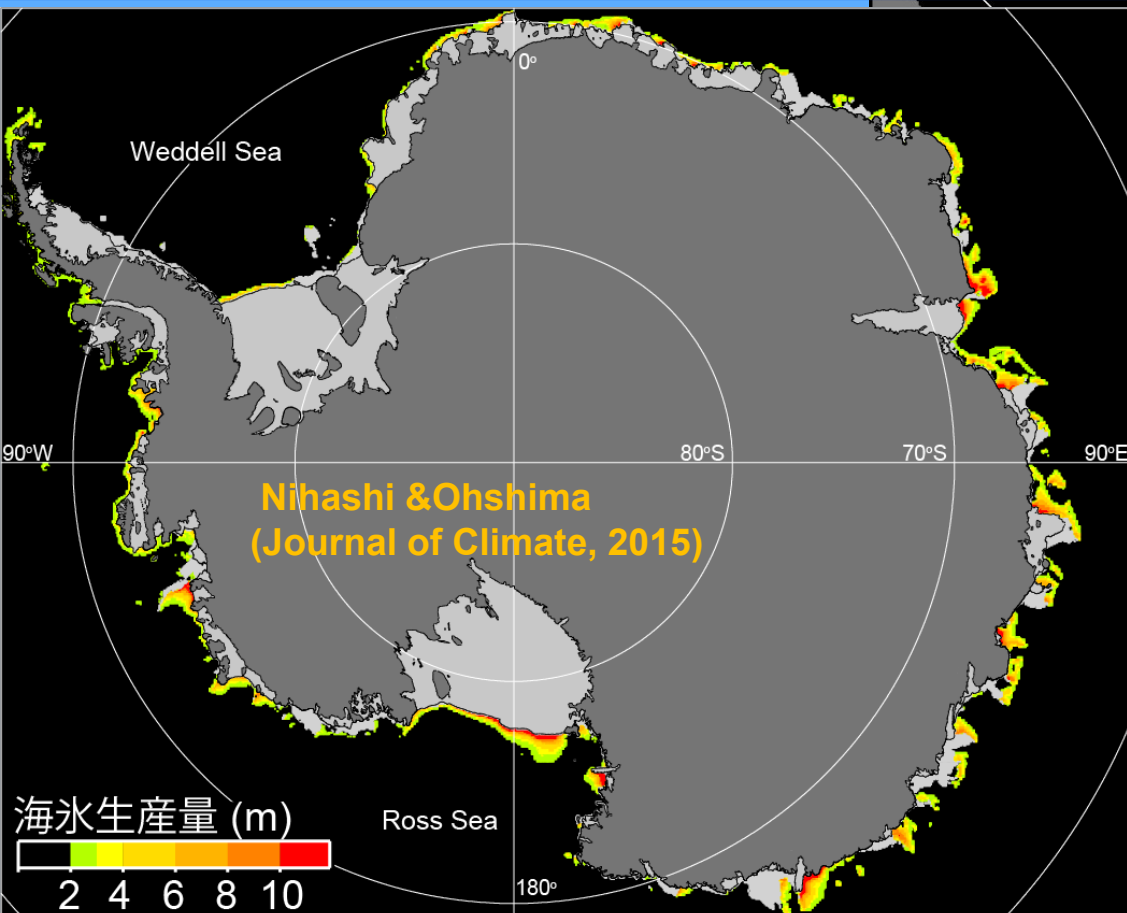 0°
Weddell Sea
90°W
80°S
70°S
90°E
Nihashi &Ohshima
(Journal of Climate, 2015)
海氷生産量 (m)
Ross Sea
2 4 6 8 10
180°